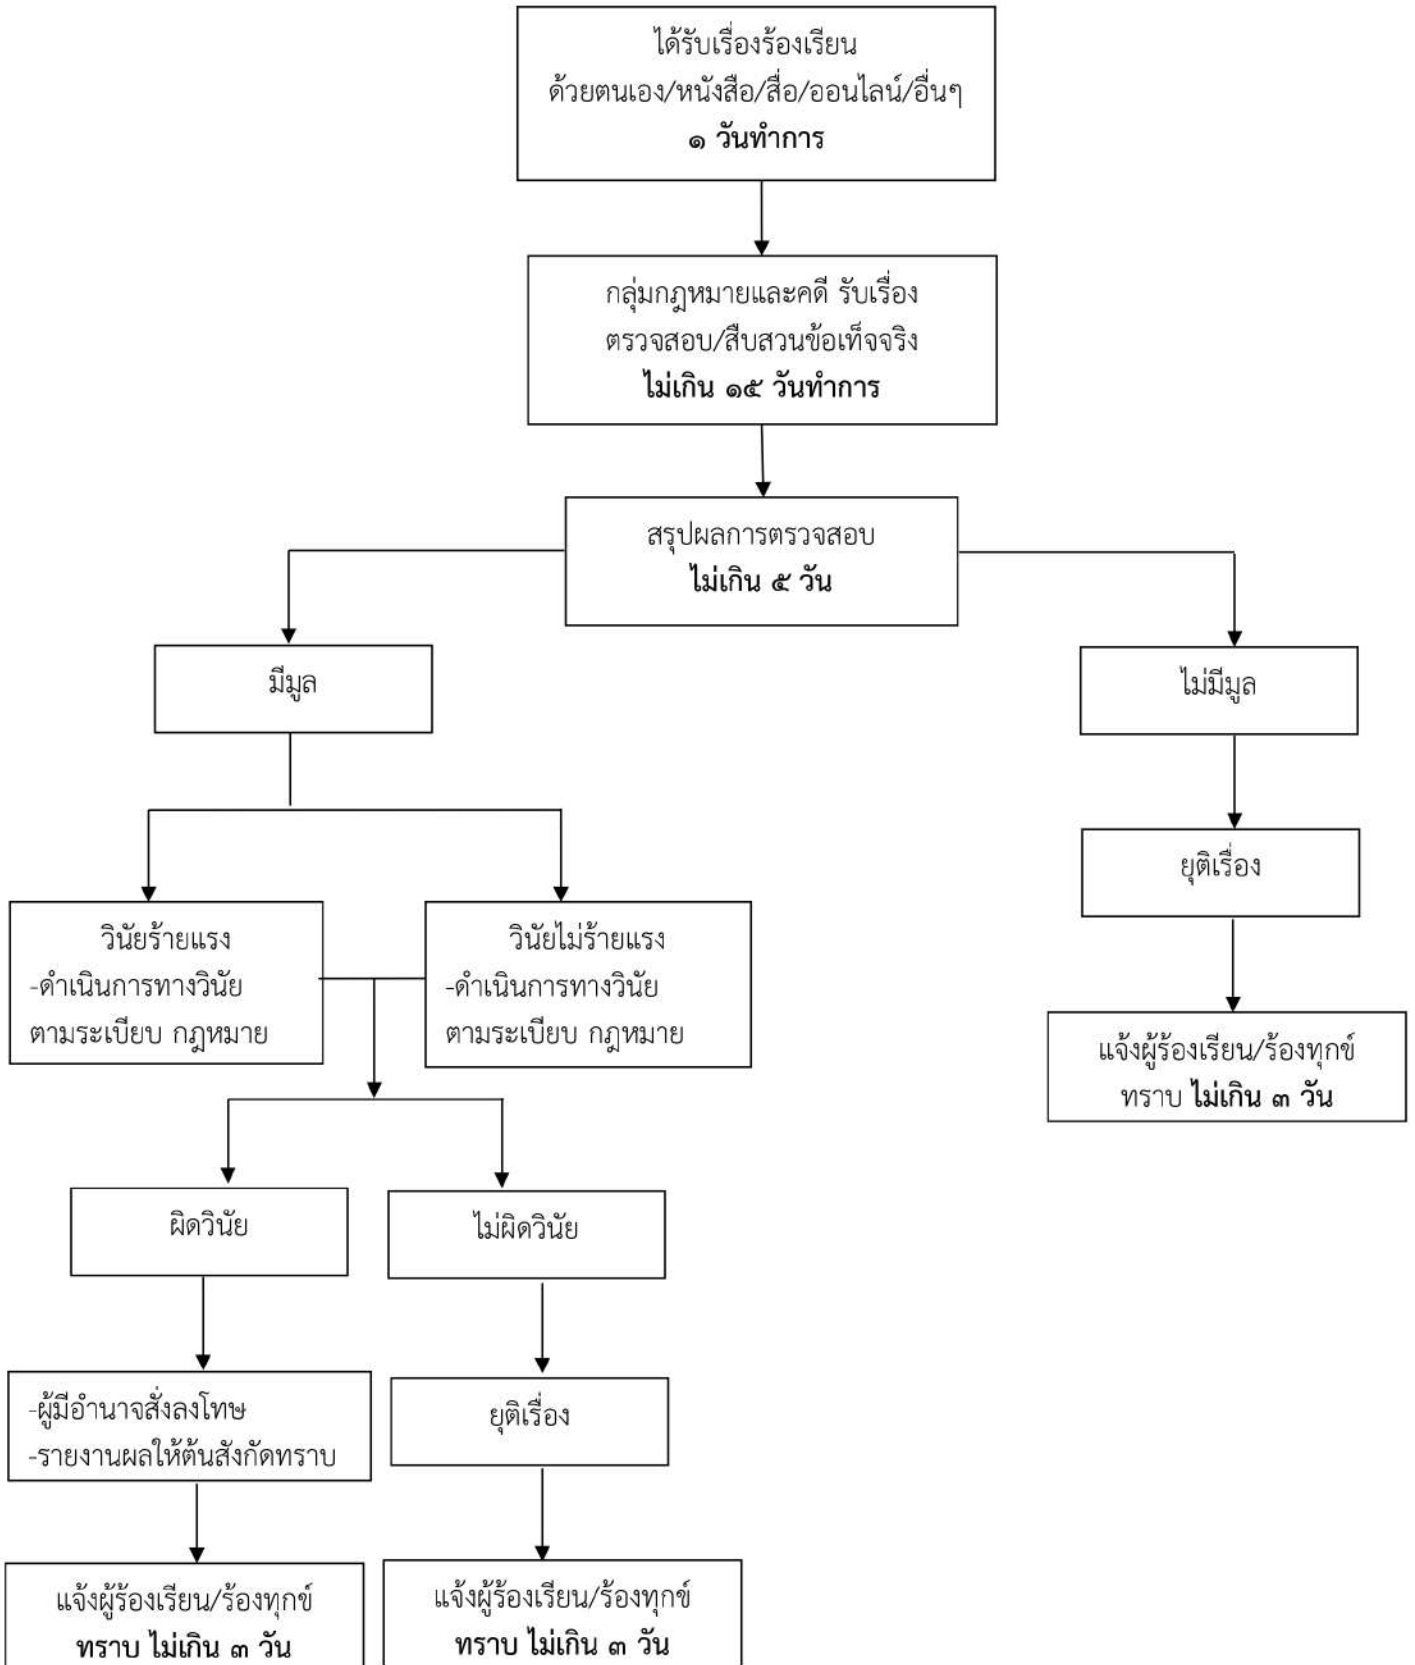 ได้รับเรื่องร้องเรียน
ด้วยตนเอง/หนังสือ/สื่อ/ออนไลน์/อื่นๆ
๑ วันทำการ
กลุ่มกฎหมายและคดี รับเรื่อง
ตรวจสอบ/สืบสวนข้อเท็จจริง
ไม่เกิน ๑๕ วันทำการ
สรุปผลการตรวจสอบ
ไม่เกิน ๕ วัน
มีมูล
ไม่มีมูล
ยุติเรื่อง
วินัยร้ายแรง
-ดำเนินการทางวินัย
ตามระเบียบ กฎหมาย
วินัยไม่ร้ายแรง
-ดำเนินการทางวินัย
ตามระเบียบ กฎหมาย
แจ้งผู้ร้องเรียน/ร้องทุกข์
ทราบ ไม่เกิน ๓ วัน
ผิดวินัย
ไม่ผิดวินัย
-ผู้มีอำนาจสั่งลงโทษ
-รายงานผลให้ต้นสังกัดทราบ
ยุติเรื่อง
แจ้งผู้ร้องเรียน/ร้องทุกข์
ทราบ ไม่เกิน ๓ วัน
แจ้งผู้ร้องเรียน/ร้องทุกข์
ทราบ ไม่เกิน ๓ วัน